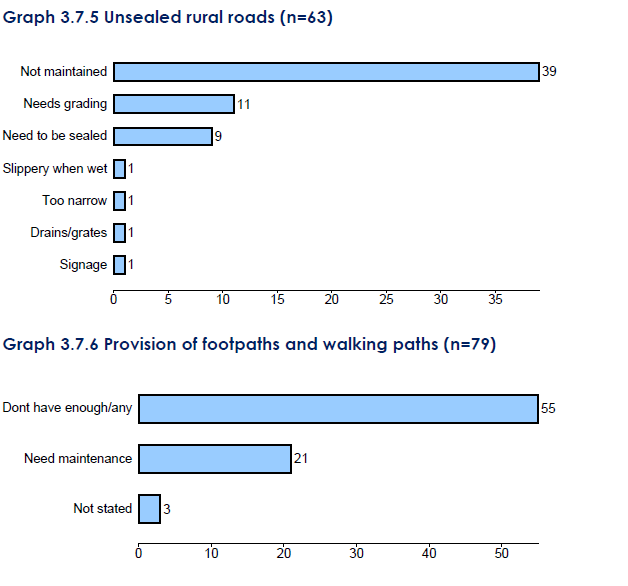 Graph 3.7.5 Unsealed rural roads (n=63)
Not maintained 39
Needs grading 11
Need to be sealed 9
Slippery when wet 1
Too narrow 1
Drains/grates 1
Signage 1
0 5 10 15 20 25 30 35
Graph 3.7.6 Provision of footpaths and walking paths (n=79)
Dont have enough/any 55
Need maintenance 21
Not stated 3
0 10 20 30 40 50